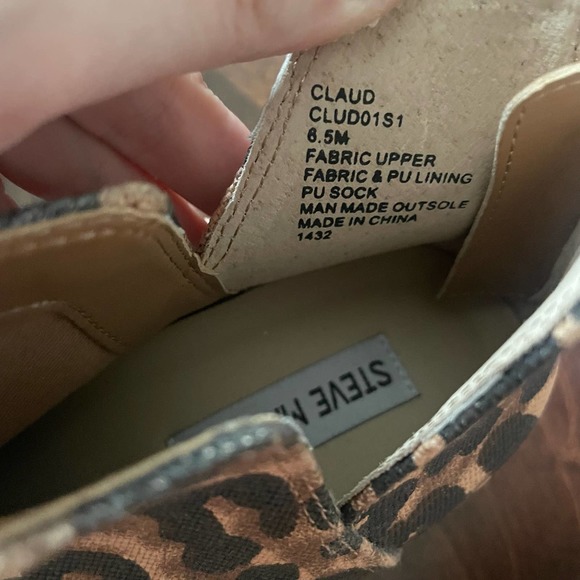 CLAUD
CLUD01S1
6.5M
FABRIC UPPER
FABRIC & PU LINING
PU SOCK
MAN MADE OUTSOLE
MADE IN CHINA
1432
STEVE